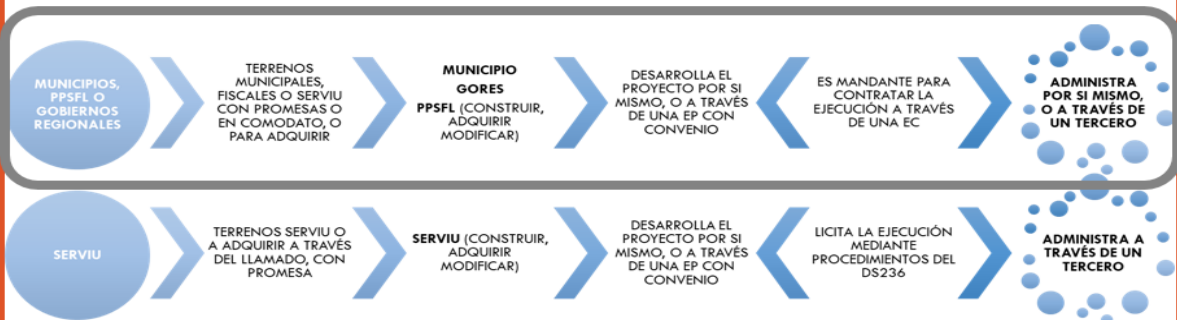 MUNICIPIOS,
PPSFL O
GOBIERNOS
REGIONALES
TERRENOS
MUNICIPALES,
FISCALES O SERVIU
CON PROMESAS O
EN COMODATO, O
PARA ADQUIRIR
MUNICIPIO
GORES
PPSFL (CONSTRUIR,
ADQUIRIR
MODIFICAR)
DESARROLLA EL
PROYECTO POR SI
MISMO, O A TRAVÉS
DE UNA EP CON
CONVENIO
ES MANDANTE PARA
CONTRATAR LA
EJECUCIÓN A TRAVÉS
DE UNA EC
ADMINISTRA
POR SI MISMO,
O A TRAVÉS DE
UN TERCERO
SERVIU
TERRENOS SERVIU O
A ADQUIRIR A TRAVÉS
DEL LLAMADO, CON
PROMESA
SERVIU (CONSTRUIR,
ADQUIRIR
MODIFICAR)
DESARROLLA EL
PROYECTO POR SI
MISMO, O A TRAVÉS
DE UNA EP CON
CONVENIO
LICITA LA EJECUCIÓN
MEDIANTE
PROCEDIMIENTOS DEL
DS236
ADMINISTRA A
TRAVÉS DE UN
TERCERO